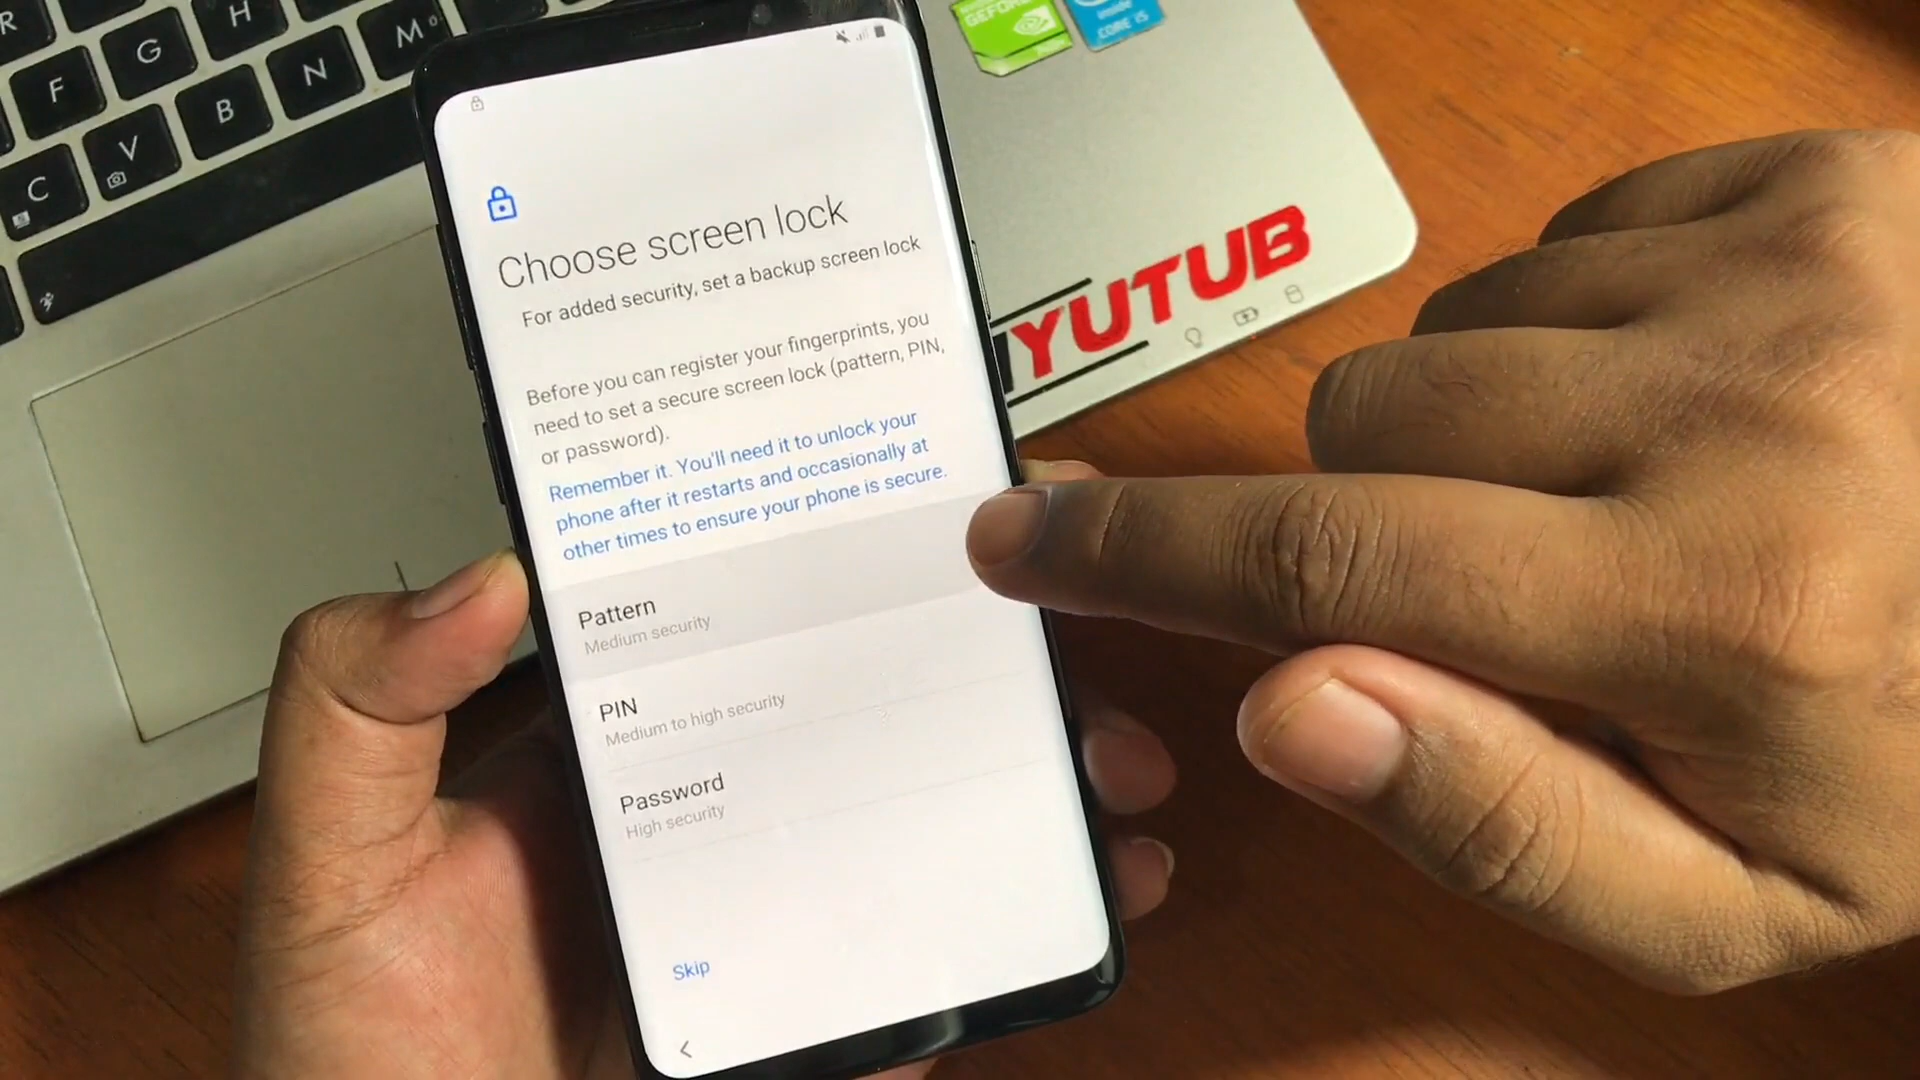 R
H
M
F
G
N
B
V
C
GEFORCE
inside
CORE i5
YUTUB
Choose screen lock
For added security, set a backup screen lock
Before you can register your fingerprints, you
need to set a secure screen lock (pattern, PIN,
or password).
Remember it. You'll need it to unlock your
phone after it restarts and occasionally at
other times to ensure your phone is secure.
Pattern
Medium security
PIN
Medium to high security
Password
High security
Skip